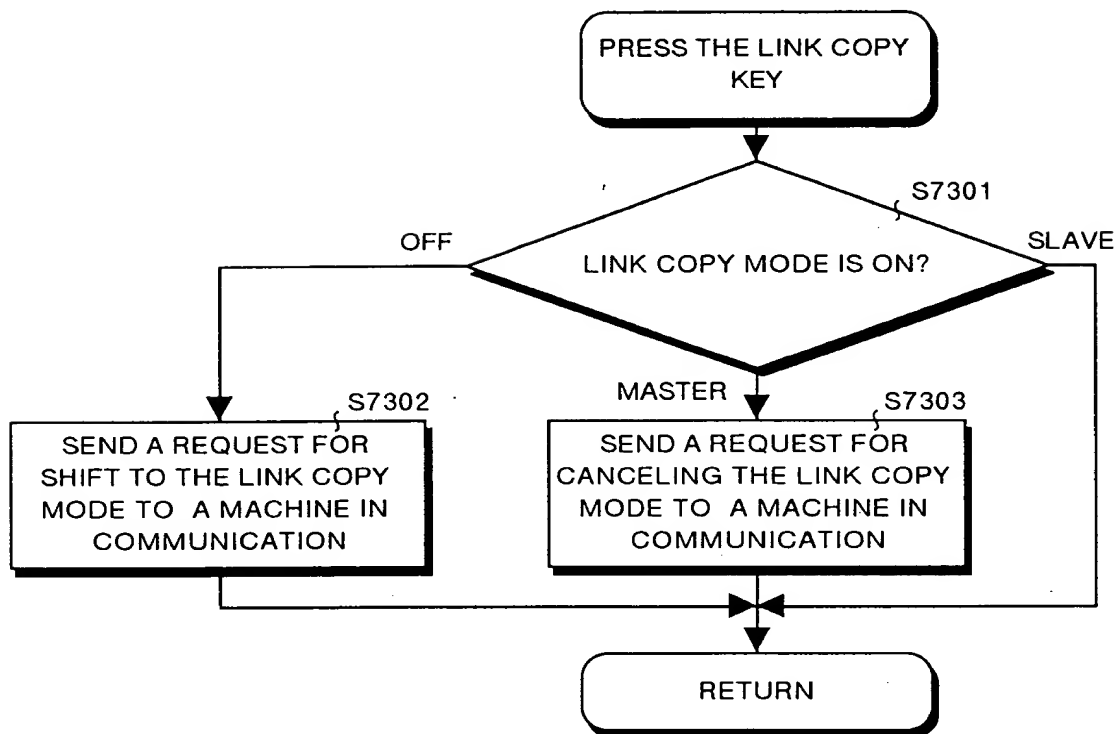 PRESS THE LINK COPY
KEY
S7301
OFF
SLAVE
LINK COPY MODE IS ON?
MASTER
S7302
S7303
SEND A REQUEST FOR
SHIFT TO THE LINK COPY
MODE TO A MACHINE IN
COMMUNICATION
SEND A REQUEST FOR
CANCELING THE LINK COPY
MODE TO A MACHINE IN
COMMUNICATION
RETURN